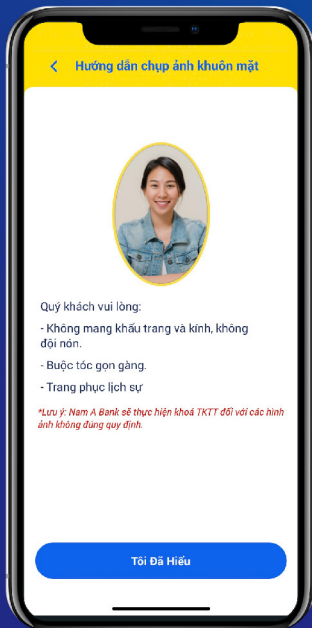 Hướng dẫn chụp ảnh khuôn mặt
Quý khách vui lòng:
- Không mang khẩu trang và kính, không
đội nón.
- Buộc tóc gọn gàng.
- Trang phục lịch sự
*Lưu ý: Nam A Bank sẽ thực hiện khoá TKTT đối với các hình
ảnh không đúng quy định.
Tôi Đã Hiểu